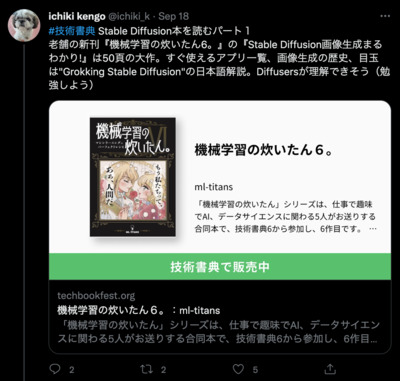 ichiki kengo @ichiki_k · Sep 18
#技術書典 Stable Diffusion本を読むパート１
老舗の新刊『機械学習の炊いたん6。』の『Stable Diffusion画像生成まる
わかり!』は50頁の大作。すぐ使えるアプリ一覧、画像生成の歴史、目玉
は"Grokking Stable Diffusion"の日本語解説。Diffusersが理解できそう（勉
強しよう）
機械学習の
炊いたん。
もう私たちって、
ああ、人間だ
ml-titans
機械学習の炊いたん６。
ml-titans
「機械学習の炊いたん」シリーズは、仕事で趣味
でAI、データサイエンスに関わる5人がお送りする
合同本で、技術書典6から参加し、6作目です。 …
技術書典で販売中
techbookfest.org
機械学習の炊いたん６。：ml-titans
「機械学習の炊いたん」シリーズは、仕事で趣味でAI、データサイエン
スに関わる5人がお送りする合同本で、技術書典6から参加し、6作目...
2 2 5